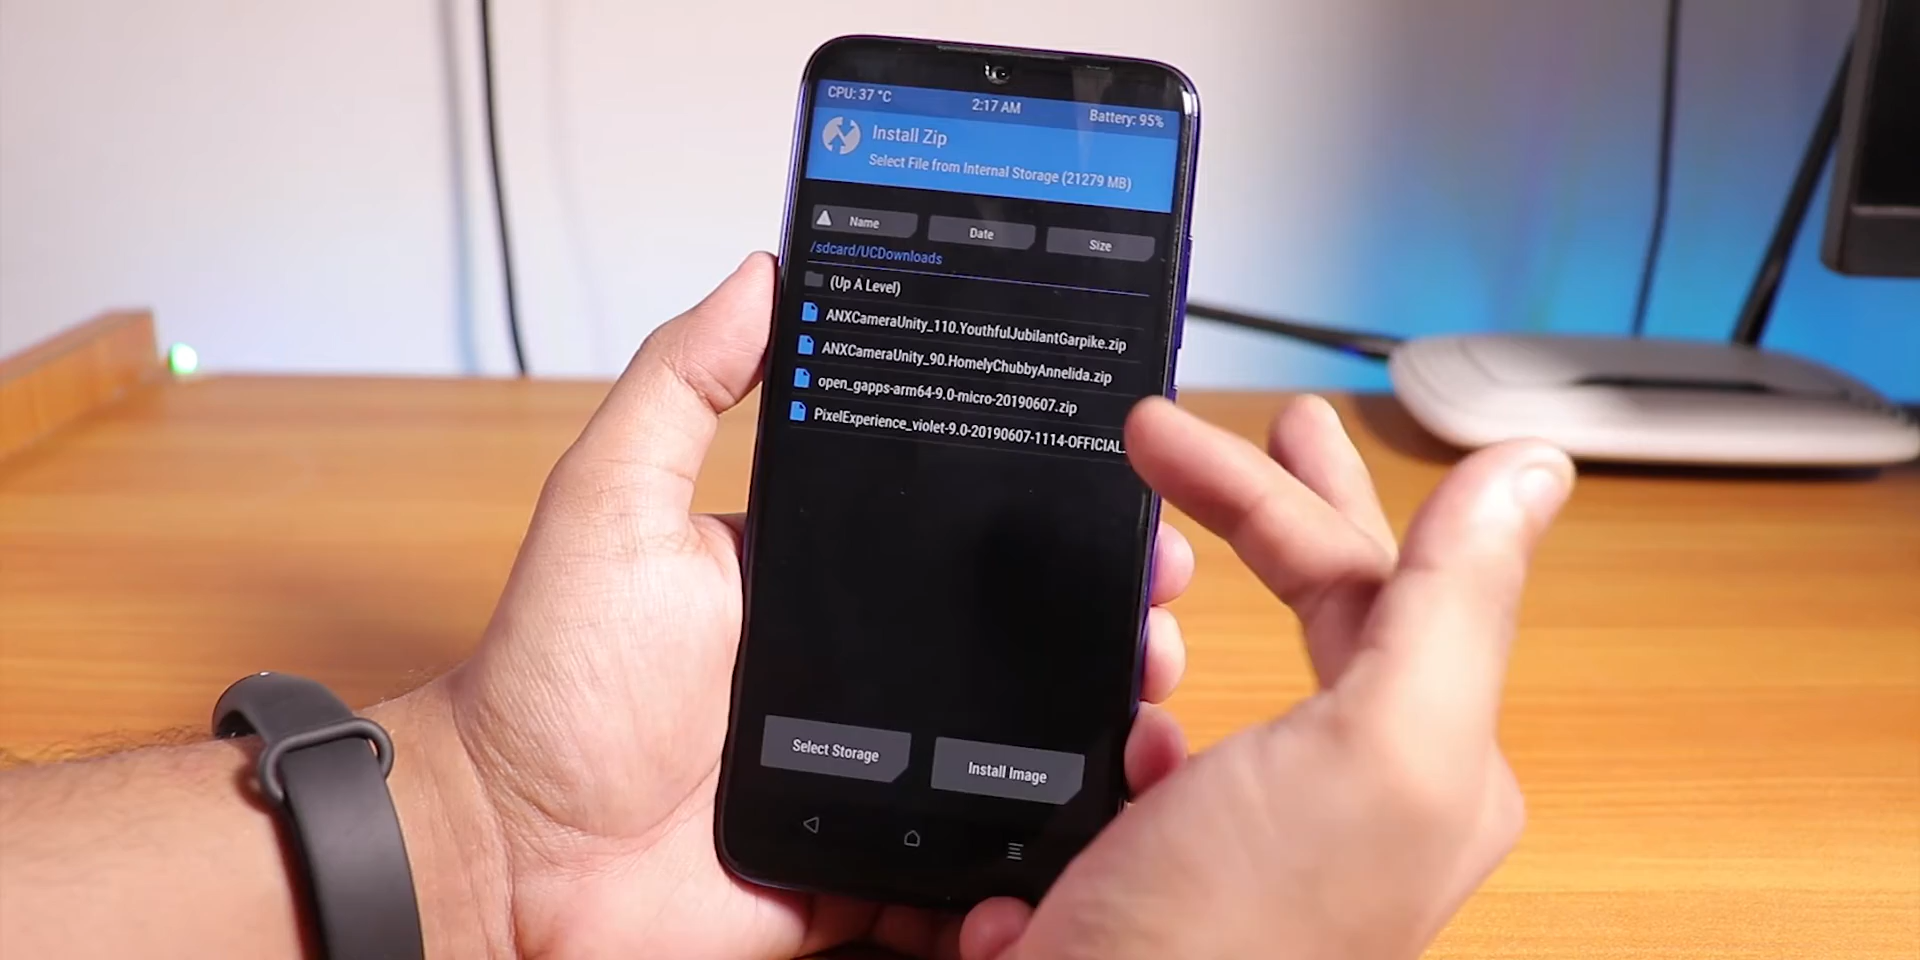 CPU: 37 °C 2:17 AM Battery: 95%
Install Zip
Select File from Internal Storage (21279 MB)
Name Date Size
/sdcard/UCDownloads
(Up A Level)
ANXCameraUnity_110.YouthfulJubilantGarpike.zip
ANXCameraUnity_90.HomelyChubbyAnnelida.zip
open_gapps-arm64-9.0-micro-20190607.zip
PixelExperience_violet-9.0-20190607-1114-OFFICIAL.
Select Storage Install Image